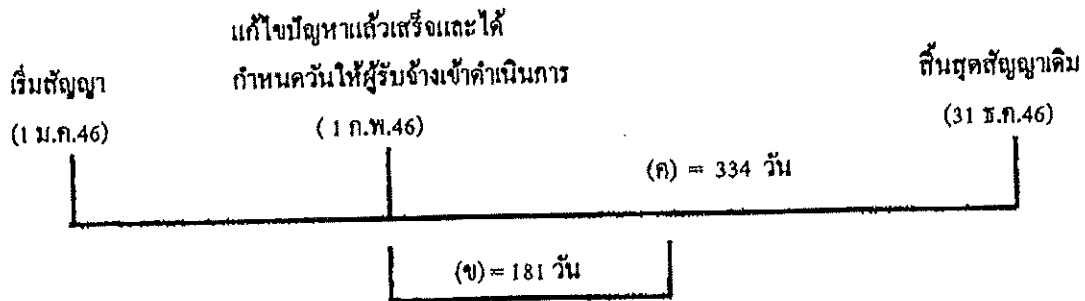 แก้ไขปัญหาแล้วเสร็จและได้
เริ่มสัญญา กำหนดวันให้ผู้รับจ้างเข้าดำเนินการ สิ้นสุดสัญญาเดิม
(1 ม.ค.46) ( 1 ก.พ.46) (31 ธ.ค.46)
(ค) = 334 วัน
(ข) = 181 วัน